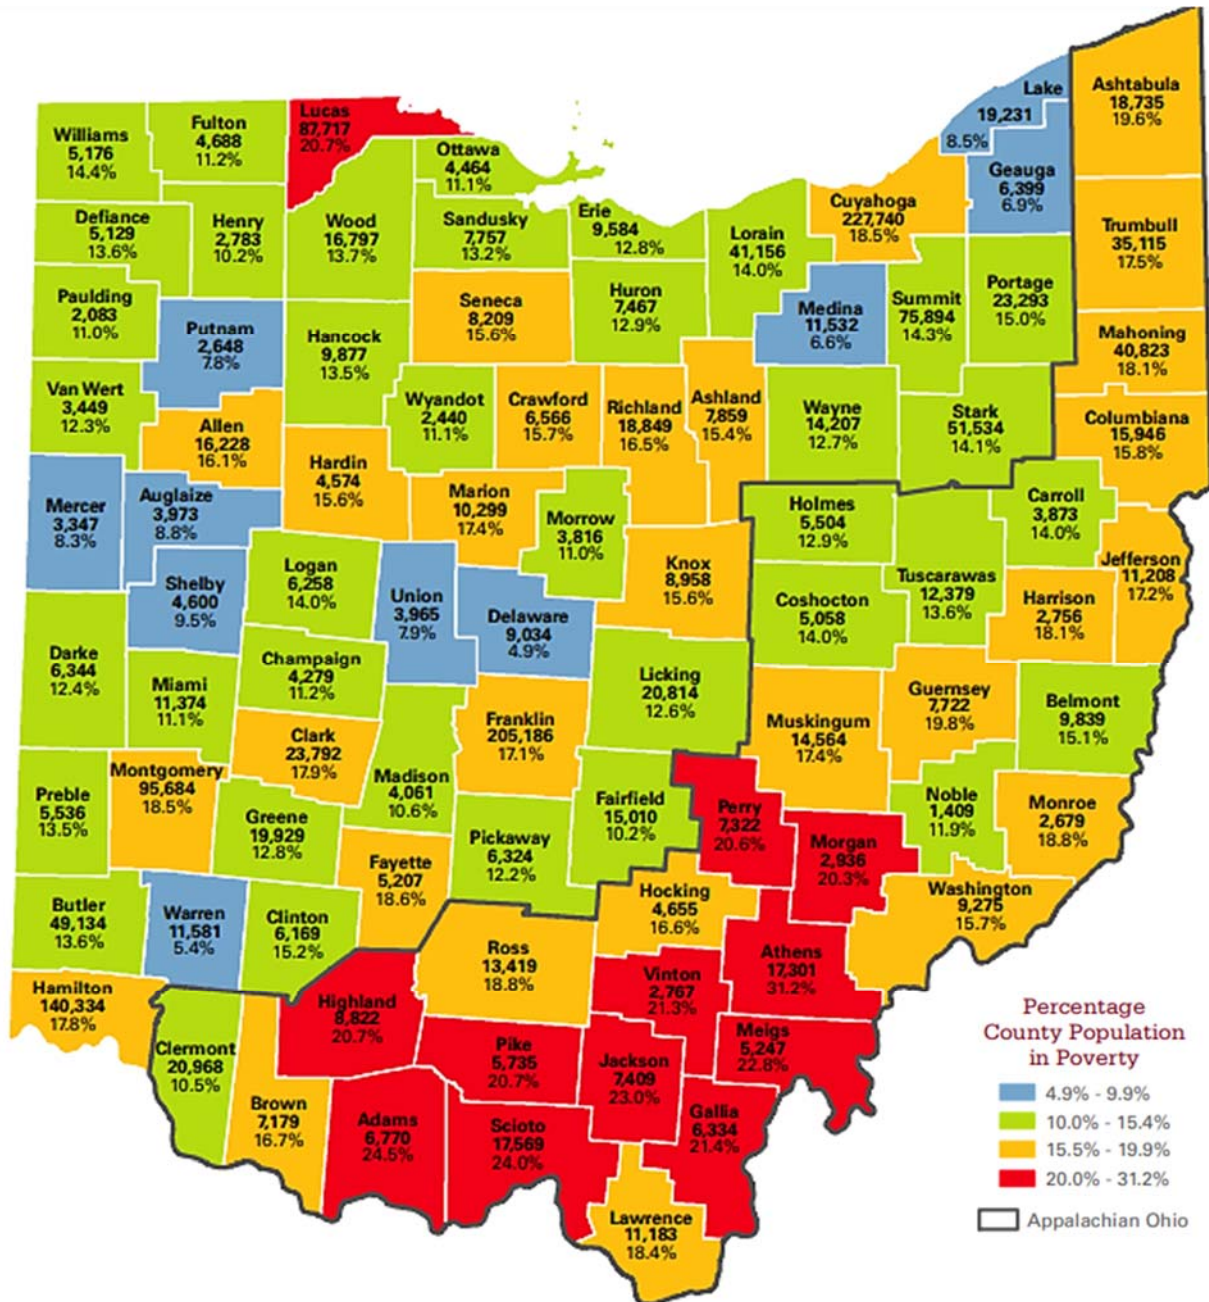 Lake
19,231
8.5%
Ashtabula
18,735
19.6%
Williams
5,176
14.4%
Fulton
4,688
11.2%
Lucas
87,717
20.7%
Ottawa
4,464
11.1%
Geauga
6,399
6.9%
Cuyahoga
227,740
18.5%
Defiance
5,129
13.6%
Henry
2,783
10.2%
Wood
16,797
13.7%
Sandusky
7,757
13.2%
Erie
9,584
12.8%
Lorain
41,156
14.0%
Trumbull
35,115
17.5%
Paulding
2,083
11.0%
Putnam
2,648
7.8%
Hancock
9,877
13.5%
Seneca
8,209
15.6%
Huron
7,467
12.9%
Medina
11,532
6.6%
Summit
75,894
14.3%
Portage
23,293
15.0%
Mahoning
40,823
18.1%
Van Wert
3,449
12.3%
Allen
16,228
16.1%
Wyandot
2,440
11.1%
Crawford
6,566
15.7%
Richland
18,849
16.5%
Ashland
7,859
15.4%
Wayne
14,207
12.7%
Stark
51,534
14.1%
Columbiana
15,946
15.8%
Mercer
3,347
8.3%
Auglaize
3,973
8.8%
Hardin
4,574
15.6%
Marion
10,299
17.4%
Morrow
3,816
11.0%
Holmes
5,504
12.9%
Carroll
3,873
14.0%
Shelby
4,600
9.5%
Logan
6,258
14.0%
Union
3,965
7.9%
Delaware
9,034
4.9%
Knox
8,958
15.6%
Coshocton
5,058
14.0%
Tuscarawas
12,379
13.6%
Harrison
2,756
18.1%
Jefferson
11,208
17.2%
Darke
6,344
12.4%
Miami
11,374
11.1%
Champaign
4,279
11.2%
Clark
23,792
17.9%
Franklin
205,186
17.1%
Licking
20,814
12.6%
Muskingum
14,564
17.4%
Guernsey
7,722
19.8%
Belmont
9,839
15.1%
Preble
5,536
13.5%
Montgomery
95,684
18.5%
Greene
19,929
12.8%
Madison
4,061
10.6%
Pickaway
6,324
12.2%
Fairfield
15,010
10.2%
Perry
7,322
20.6%
Morgan
2,936
20.3%
Noble
1,409
11.9%
Monroe
2,679
18.8%
Butler
49,134
13.6%
Warren
11,581
5.4%
Clinton
6,169
15.2%
Fayette
5,207
18.6%
Ross
13,419
18.8%
Hocking
4,655
16.6%
Athens
17,301
31.2%
Washington
9,275
15.7%
Hamilton
140,334
17.8%
Clermont
20,968
10.5%
Highland
8,822
20.7%
Pike
5,735
20.7%
Vinton
2,767
21.3%
Jackson
7,409
23.0%
Meigs
5,247
22.8%
Brown
7,179
16.7%
Adams
6,770
24.5%
Scioto
17,569
24.0%
Gallia
6,334
21.4%
Lawrence
11,183
18.4%
Percentage
County Population
in Poverty
4.9% - 9.9%
10.0% - 15.4%
15.5% - 19.9%
20.0% - 31.2%
Appalachian Ohio